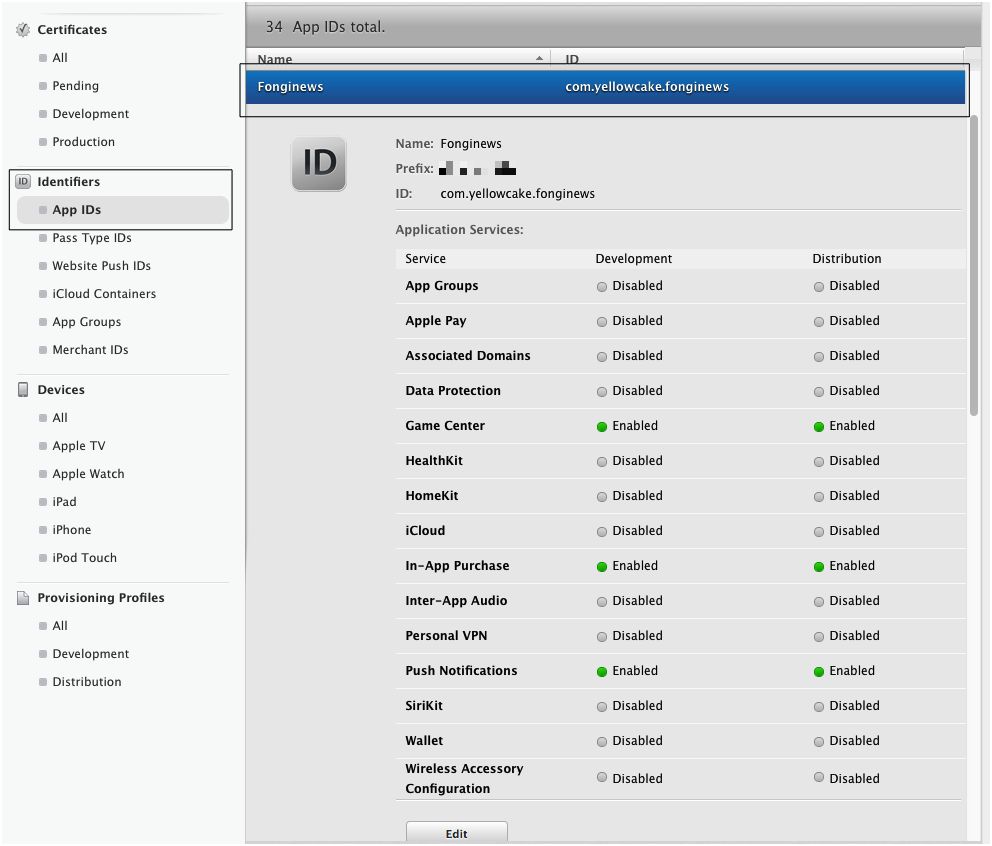 Certificates
All
Pending
Development
Production
ID Identifiers
App IDs
Pass Type IDs
Website Push IDs
iCloud Containers
App Groups
Merchant IDs
Devices
All
Apple TV
Apple Watch
iPad
iPhone
iPod Touch
Provisioning Profiles
All
Development
Distribution
34 App IDs total.
Name ID
Fonginews com.yellowcake.fonginews
ID
Name: Fonginews
Prefix:
ID: com.yellowcake.fonginews
Application Services:
Service Development Distribution
App Groups Disabled Disabled
Apple Pay Disabled Disabled
Associated Domains Disabled Disabled
Data Protection Disabled Disabled
Game Center Enabled Enabled
HealthKit Disabled Disabled
HomeKit Disabled Disabled
iCloud Disabled Disabled
In-App Purchase Enabled Enabled
Inter-App Audio Disabled Disabled
Personal VPN Disabled Disabled
Push Notifications Enabled Enabled
SiriKit Disabled Disabled
Wallet Disabled Disabled
Wireless Accessory
Configuration Disabled Disabled
Edit